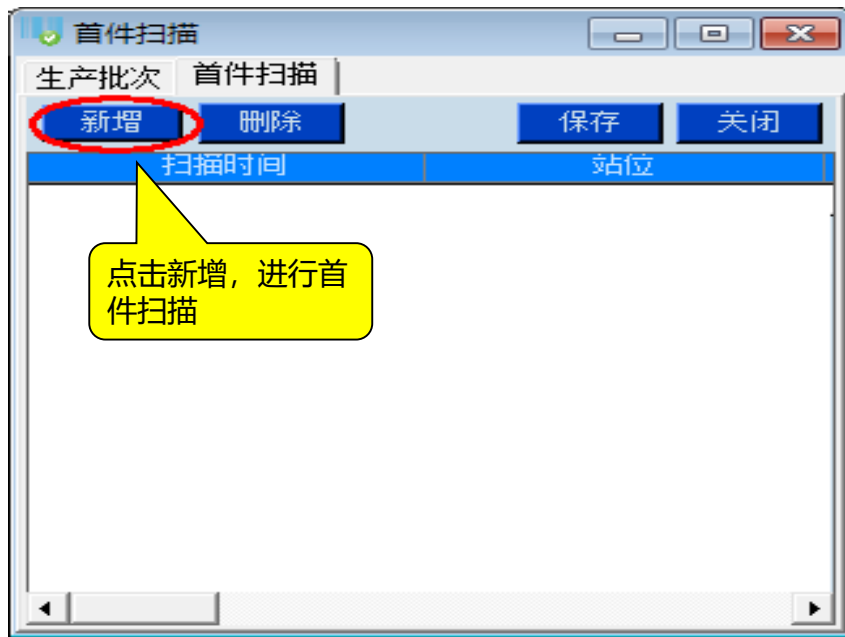 首件扫描
生产批次 首件扫描
新增 删除 保存 关闭
扫描时间 站位
点击新增，进行首
件扫描